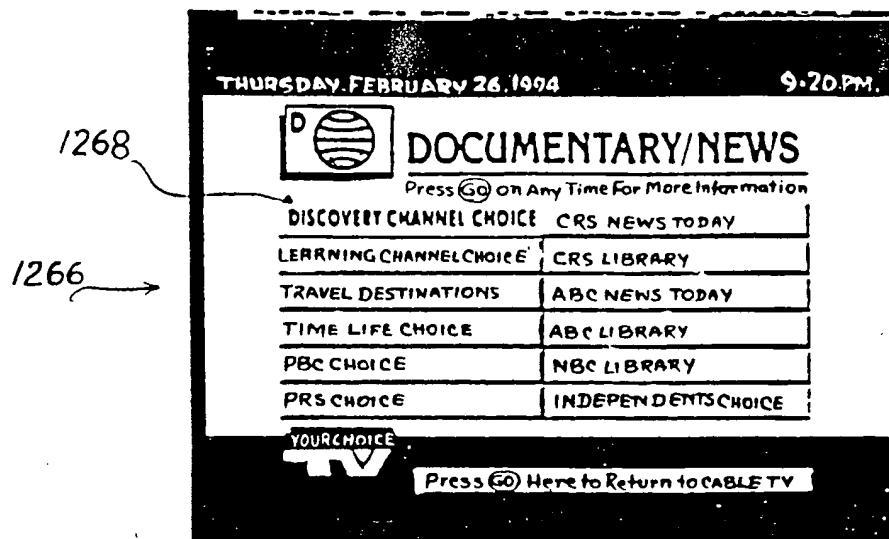 THURSDAY.FEBRUARY 26.1994 9·20.PM.
D
1268
DOCUMENTARY/NEWS
Press GO on Any Time For More Information
DISCOVERY CHANNEL CHOICE CRS NEWS TODAY
LEARNING CHANNEL CHOICE CRS LIBRARY
1266
TRAVEL DESTINATIONS ABC NEWS TODAY
TIME LIFE CHOICE ABC LIBRARY
PBC CHOICE NBC LIBRARY
PRS CHOICE INDEPENDENTS CHOICE
YOUR CHOICE
TV
Press GO Here to Return to CABLE TV